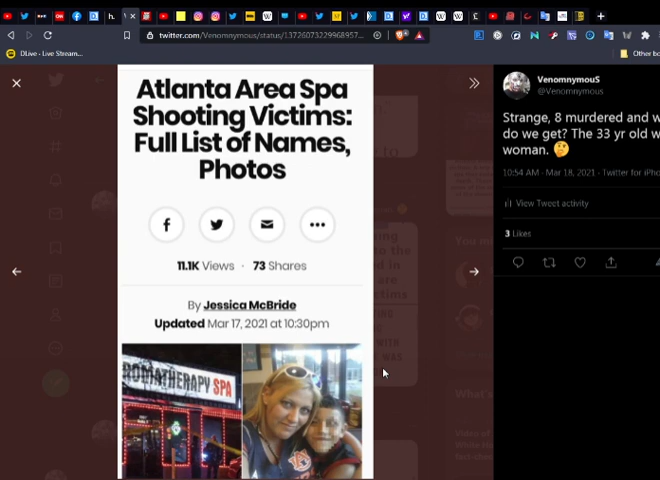 twitter.com/Venomnymous/status/13726073229968957...
DLive - Live Stream...
Other bo
Atlanta Area Spa
Shooting Victims:
Full List of Names,
Photos
11.1K Views · 73 Shares
By Jessica McBride
Updated Mar 17, 2021 at 10:30pm
ROMATHERAPY SPA
VenomnymouS
@Venomnymous
Strange, 8 murdered and w
do we get? The 33 yr old w
woman. 🤔
10:54 AM · Mar 18, 2021 · Twitter for iPho
View Tweet activity
3 Likes